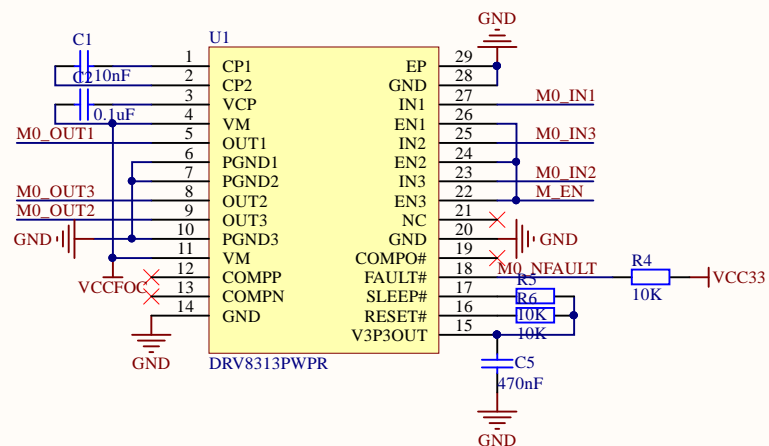 GND
C1
U1
1 CP1 EP 29
10nF
2 CP2 GND 28
C2
3 VCP IN1 27 M0_IN1
0.1uF
4 VM EN1 26
M0_OUT1 5 OUT1 IN2 25 M0_IN3
6 PGND1 EN2 24
7 PGND2 IN3 23 M0_IN2
M0_OUT3 8 OUT2 EN3 22 M_EN
M0_OUT2 9 OUT3 NC 21
GND 10 PGND3 GND 20 GND
11 VM COMPO# 19
VCCFOC 12 COMPP FAULT# 18 M0_NFAULT R4 VCC33
10K
13 COMPN SLEEP# 17 R5
R6
14 GND RESET# 16 10K
V3P3OUT 15 10K
GND
DRV8313PWPR
C5
470nF
GND